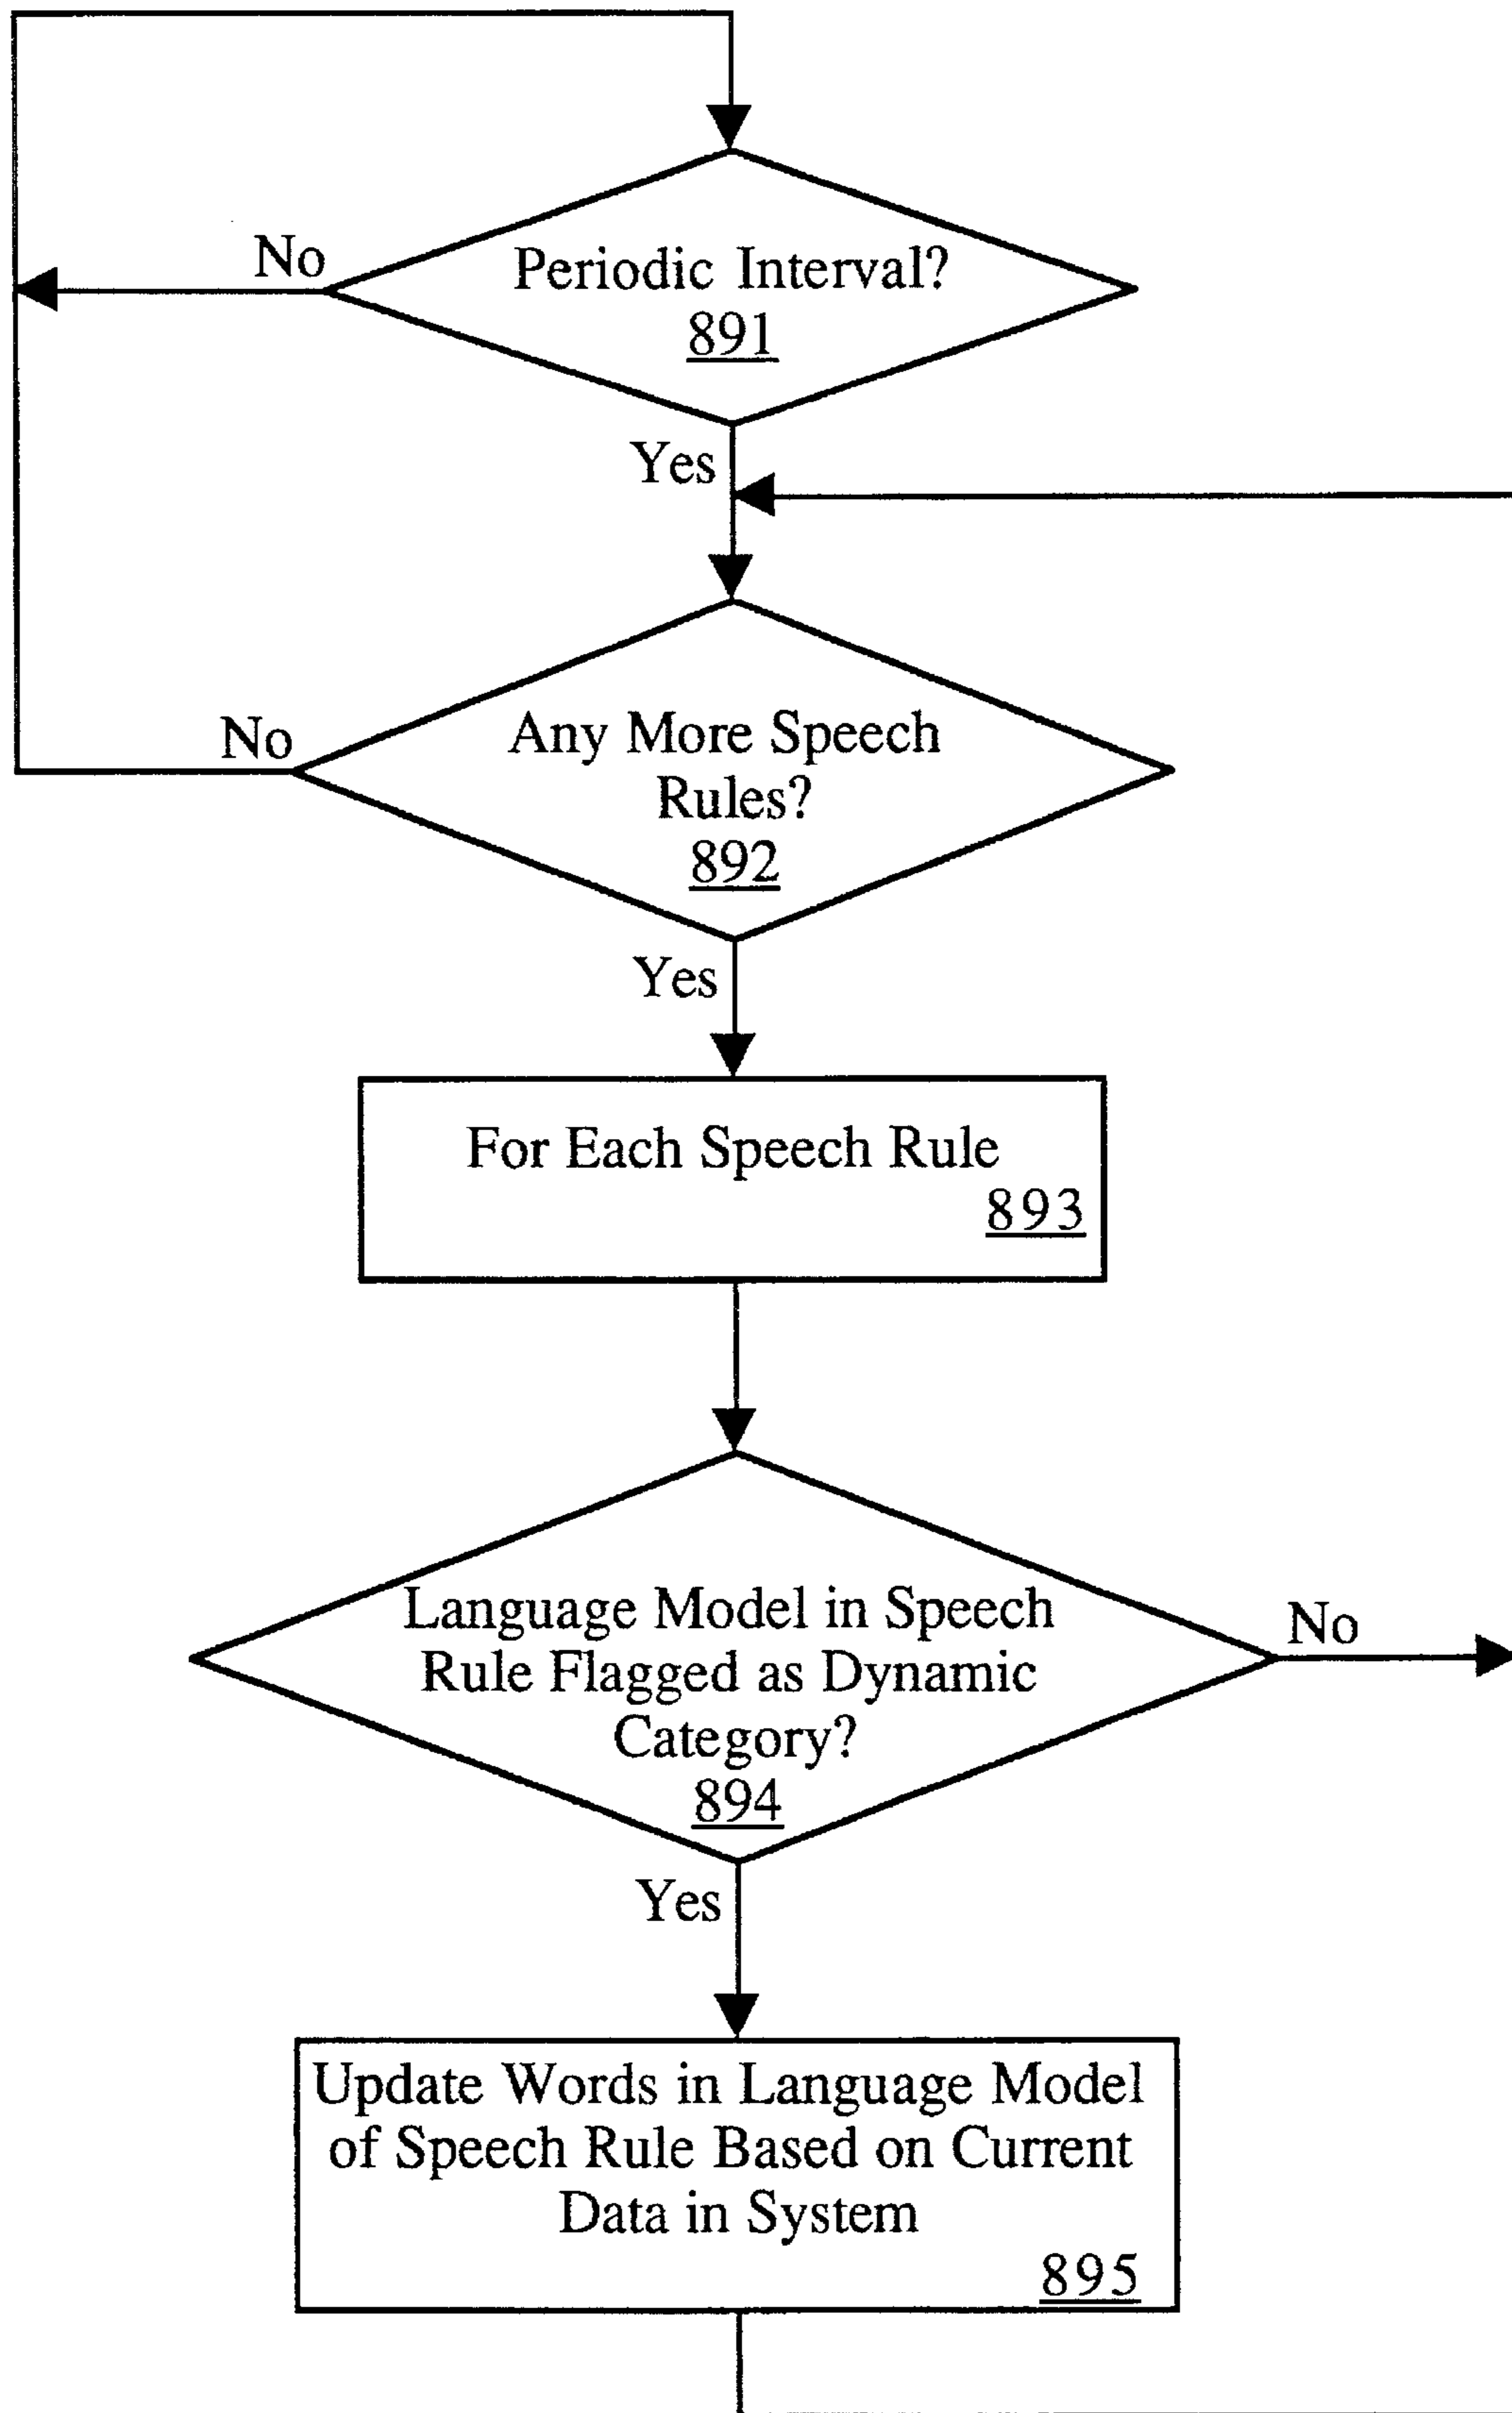 No
Periodic Interval?
891
Yes
No
Any More Speech
Rules?
892
Yes
For Each Speech Rule
893
Language Model in Speech
Rule Flagged as Dynamic
Category?
894
No
Yes
Update Words in Language Model
of Speech Rule Based on Current
Data in System
895